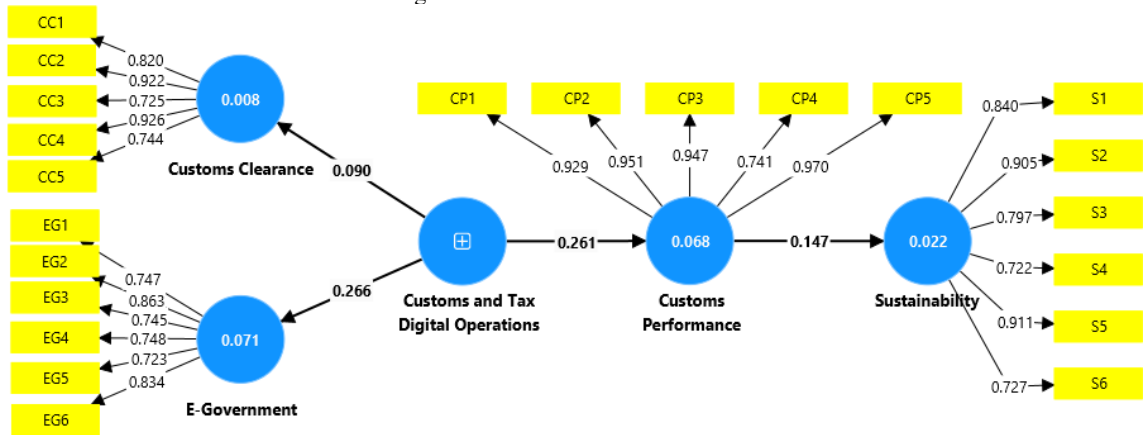 CC1
CC2
CC3
CC4
CC5
0.820
0.922
0.725
0.926
0.744
0.008
Customs Clearance
0.090
EG1
EG2
EG3
EG4
EG5
EG6
0.747
0.863
0.745
0.748
0.723
0.834
0.071
E-Government
0.266
Customs and Tax
Digital Operations
0.261
CP1
CP2
CP3
CP4
CP5
0.929
0.951
0.947
0.741
0.970
0.068
Customs
Performance
0.147
0.022
Sustainability
0.840
0.905
0.797
0.722
0.911
0.727
S1
S2
S3
S4
S5
S6